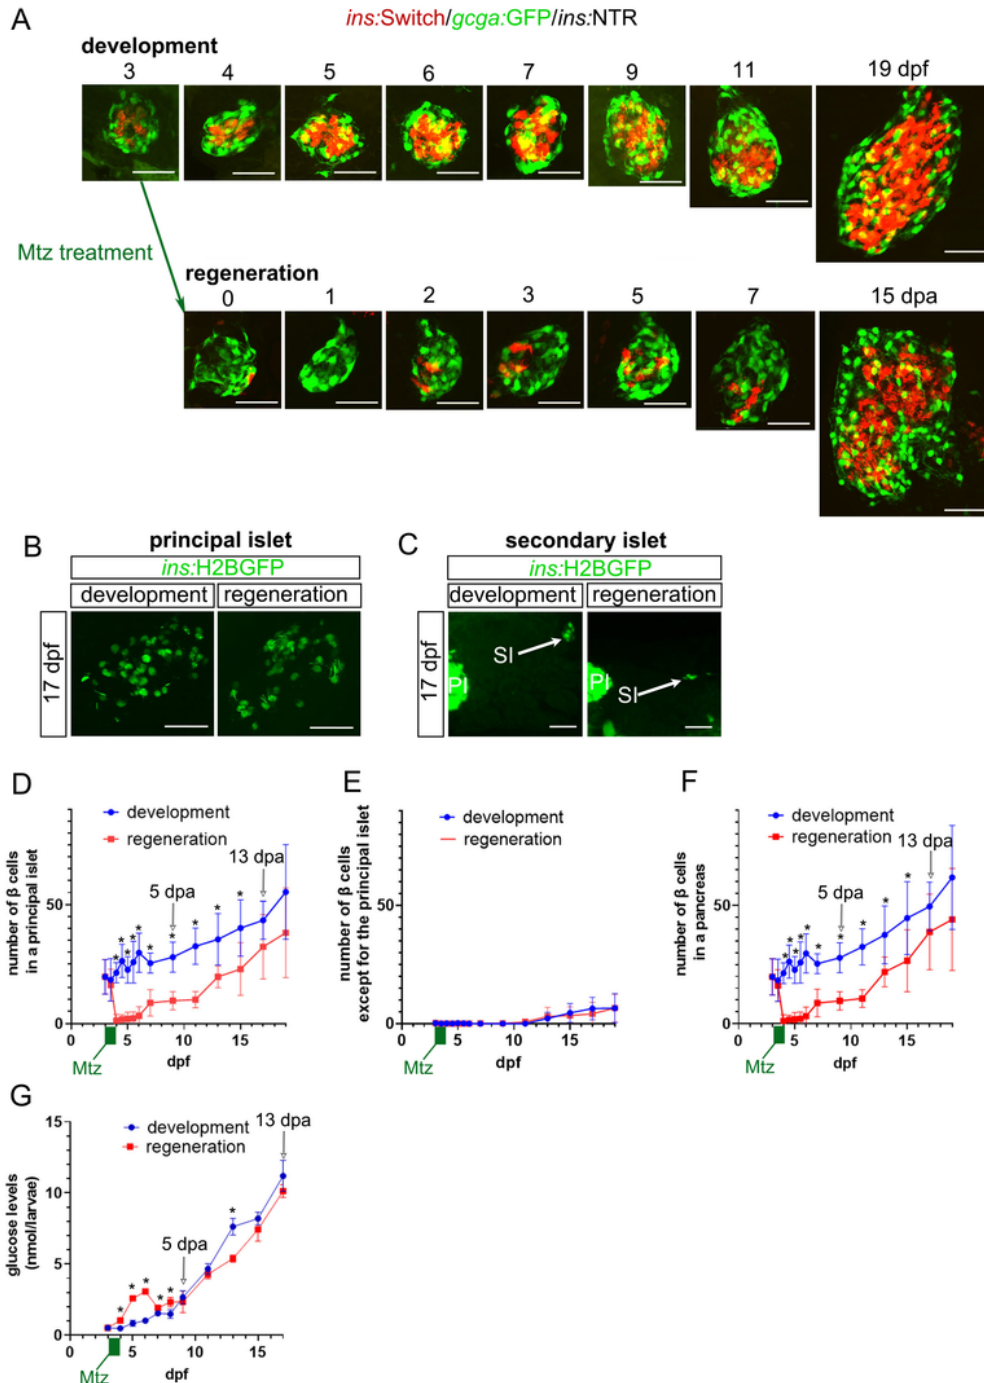 A
ins:Switch/gcga:GFP/ins:NTR
development
3 4 5 6 7 9 11 19 dpf
Mtz treatment
regeneration
0 1 2 3 5 7 15 dpa
B
principal islet
ins:H2BGFP
development regeneration
17 dpf
C
secondary islet
ins:H2BGFP
development regeneration
17 dpf
SI
PI
PI
SI
D
development
regeneration
13 dpa
5 dpa
number of β cells
in a principal islet
50
0
* * * * * * * * * * *
0 5 10 15
Mtz
dpf
E
development
regeneration
number of β cells
except for the principal islet
50
0
0 5 10 15
Mtz
dpf
F
development
regeneration
13 dpa
5 dpa
number of β cells
in a pancreas
50
0
* * * * * * * * * * *
0 5 10 15
Mtz
dpf
G
development
regeneration
13 dpa
5 dpa
glucose levels
(nmol/larvae)
15
10
5
0
* * * * * *
0 5 10 15
Mtz
dpf